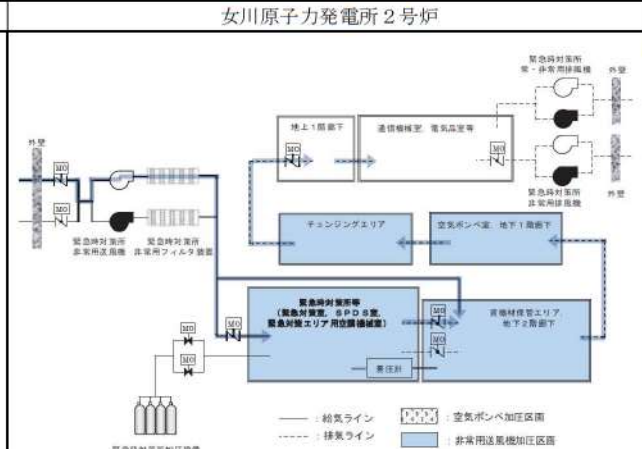 女川原子力発電所2号炉
緊急時対策所
常・非常用排風機
外壁
地上1階廊下
通信機械室、電気品室等
外壁
MO
MO
MO
MO
緊急時対策所
非常用送風機
緊急時対策所
非常用フィルタ装置
緊急時対策所
非常用排風機
外壁
チェンジングエリア
空気ボンベ室、地下1階廊下
緊急時対策所等
(緊急対策室、SPDS室、
緊急対策エリア用空調機械室)
資機材保管エリア、
地下2階廊下
MO
MO
MO
MO
MO
差圧計
:給気ライン
:排気ライン
:空気ボンベ加圧区画
:非常用送風機加圧区画